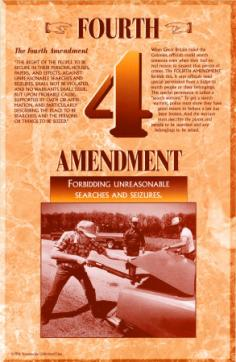 FOURTH
The Fourth Amendment
"THE RIGHT OF THE PEOPLE TO BE
SECURE IN THEIR PERSONS, HOUSES,
PAPERS, AND EFFECTS AGAINST
UNREASONABLE SEARCHES AND
SEIZURES, SHALL NOT BE VIOLATED,
AND NO WARRANTS SHALL ISSUE,
BUT UPON PROBABLE CAUSE,
SUPPORTED BY OATH OR AFFIR-
MATION, AND PARTICULARLY
DESCRIBING THE PLACE TO BE
SEARCHED AND THE PERSONS
OR THINGS TO BE SEIZED."
When Great Britain ruled the
Colonies, officials could search
someone even when they had no
real reason to suspect that person of
crimes. The FOURTH AMENDMENT
forbids this. It says officials need
special permission from a judge to
search people or their belongings.
This special permission is called a
"search warrant." To get a search
warrant, police must show they have
good reason to believe a law has
been broken. And the warrant
must describe the places and
people to be searched and any
belongings to be seized.
4
AMENDMENT
FORBIDDING UNREASONABLE
SEARCHES AND SEIZURES.